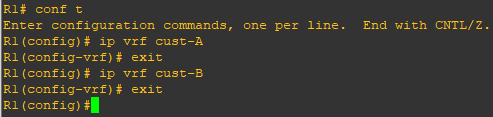 R1# conf t
Enter configuration commands, one per line.  End with CNTL/Z.
R1(config)# ip vrf cust-A
R1(config-vrf)# exit
R1(config)# ip vrf cust-B
R1(config-vrf)# exit
R1(config)#